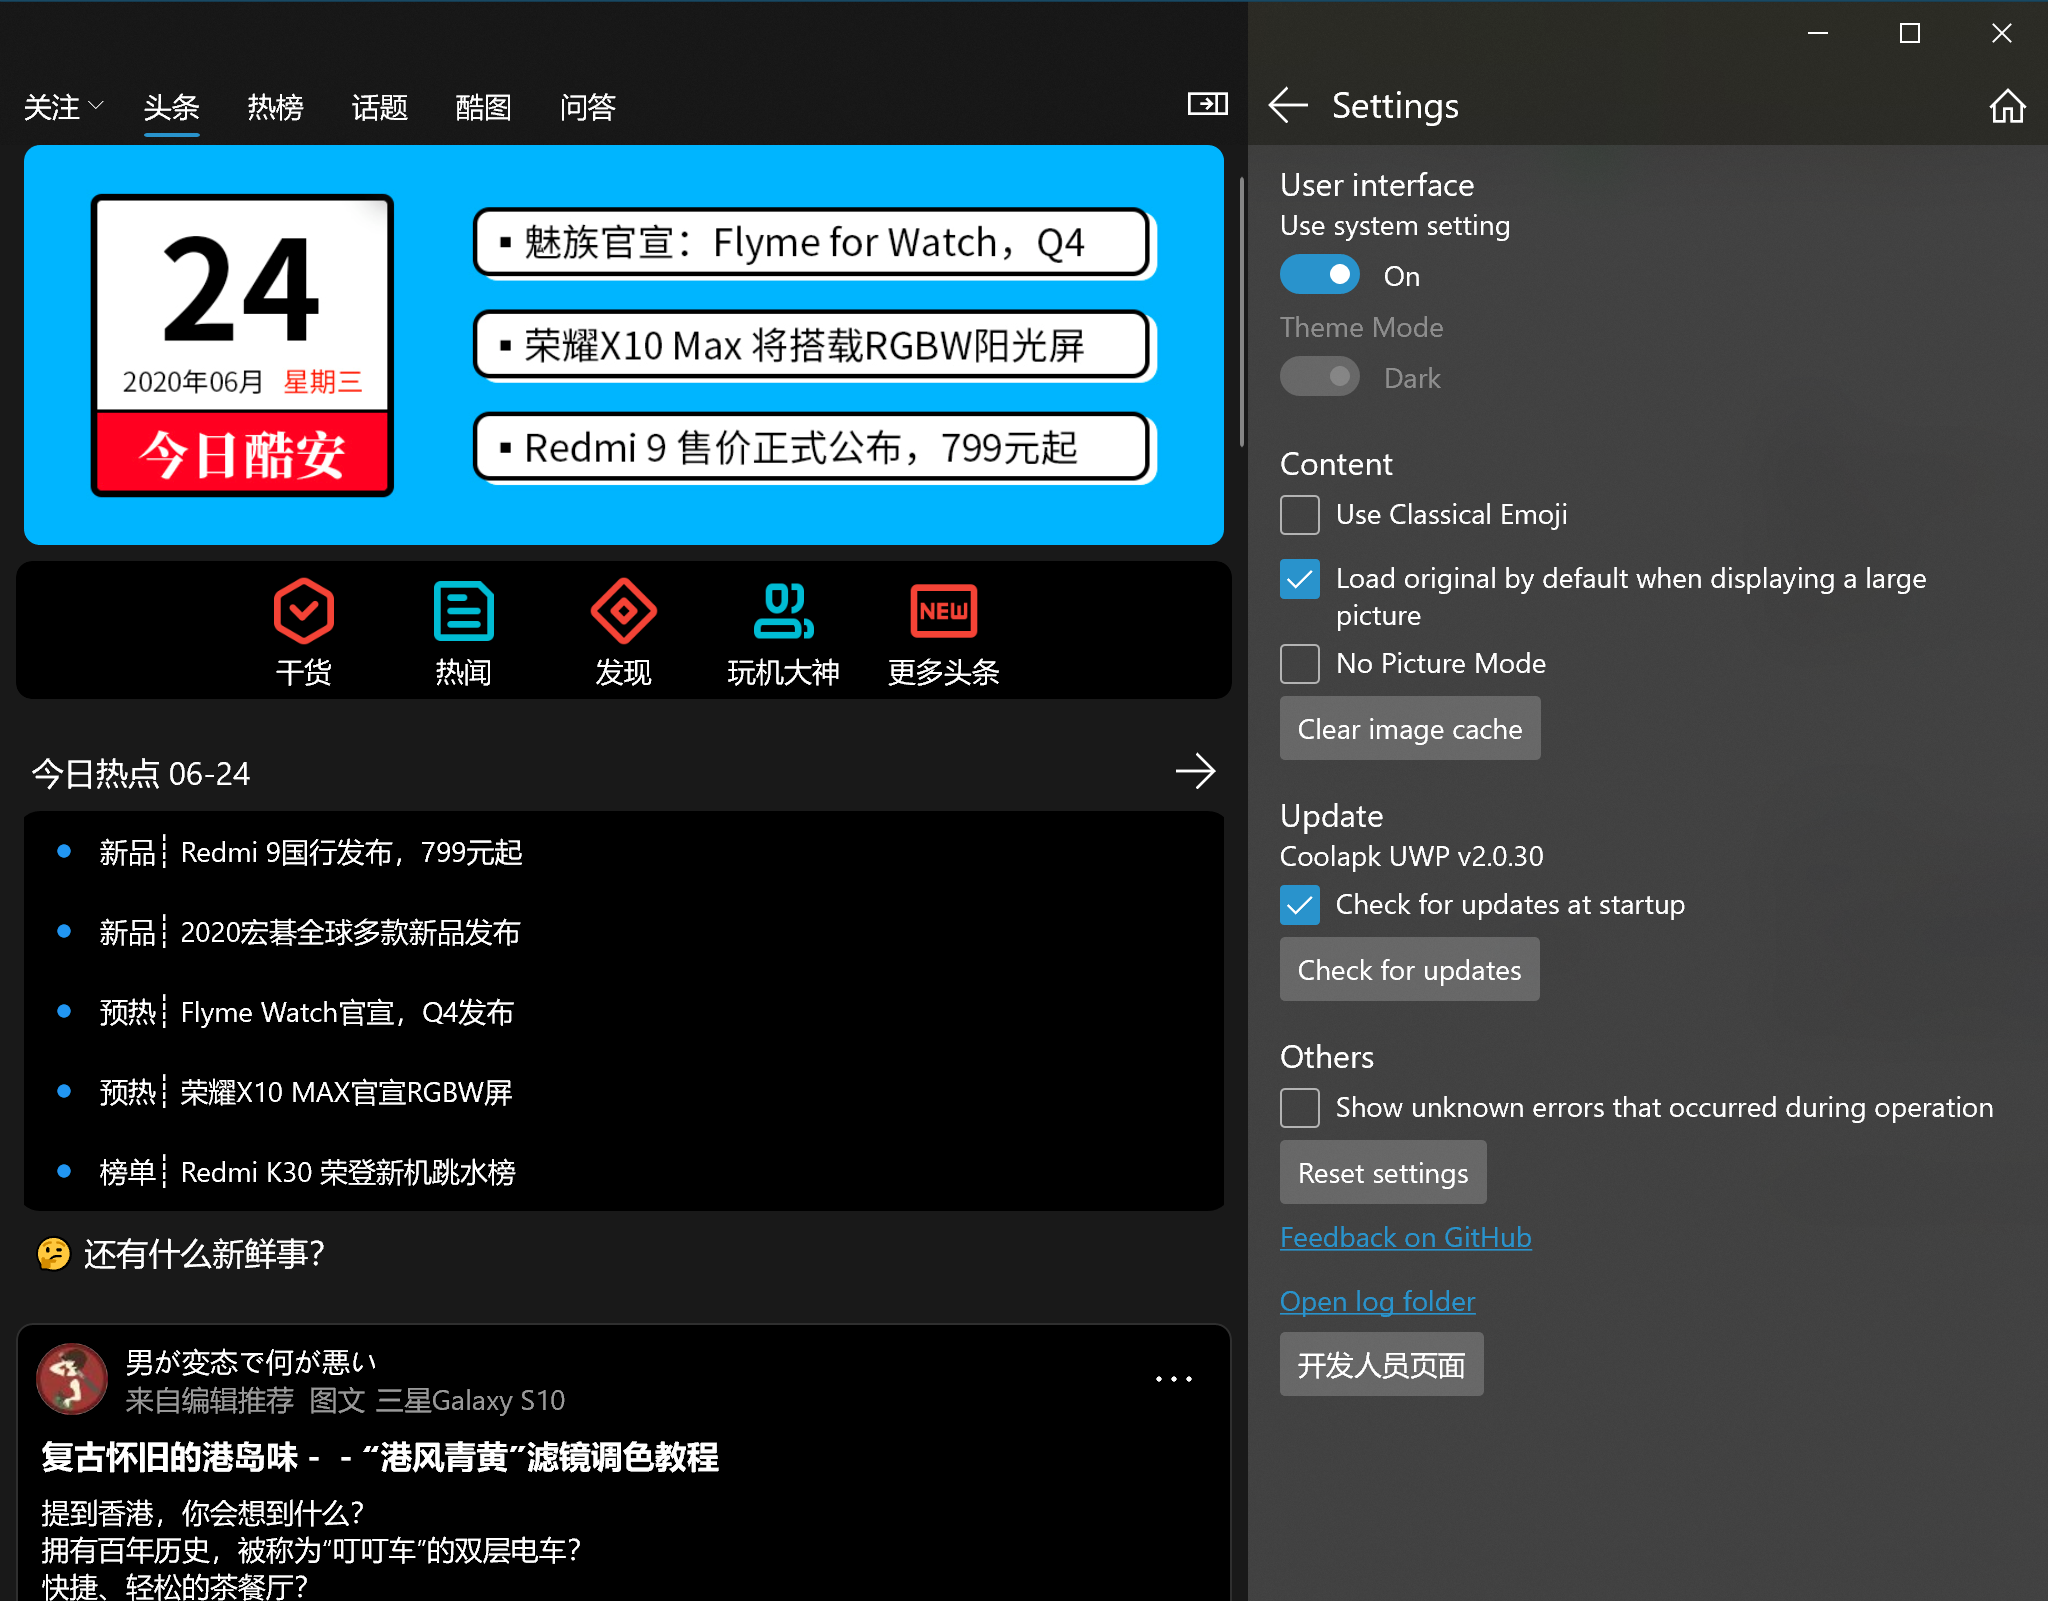 关注
头条
热榜
话题
酷图
问答
24
2020年06月 星期三
今日酷安
▪ 魅族官宣：Flyme for Watch，Q4
▪ 荣耀X10 Max 将搭载RGBW阳光屏
▪ Redmi 9 售价正式公布，799元起
干货
热闻
发现
玩机大神
NEW
更多头条
今日热点 06-24
新品┆Redmi 9国行发布，799元起
新品┆2020宏碁全球多款新品发布
预热┆Flyme Watch官宣，Q4发布
预热┆荣耀X10 MAX官宣RGBW屏
榜单┆Redmi K30 荣登新机跳水榜
🤔 还有什么新鲜事？
男が変态で何が悪い
来自编辑推荐 图文 三星Galaxy S10
复古怀旧的港岛味 - - “港风青黄”滤镜调色教程
提到香港，你会想到什么？
拥有百年历史，被称为“叮叮车”的双层电车？
快捷、轻松的茶餐厅？
Settings
User interface
Use system setting
On
Theme Mode
Dark
Content
Use Classical Emoji
Load original by default when displaying a large
picture
No Picture Mode
Clear image cache
Update
Coolapk UWP v2.0.30
Check for updates at startup
Check for updates
Others
Show unknown errors that occurred during operation
Reset settings
Feedback on GitHub
Open log folder
开发人员页面